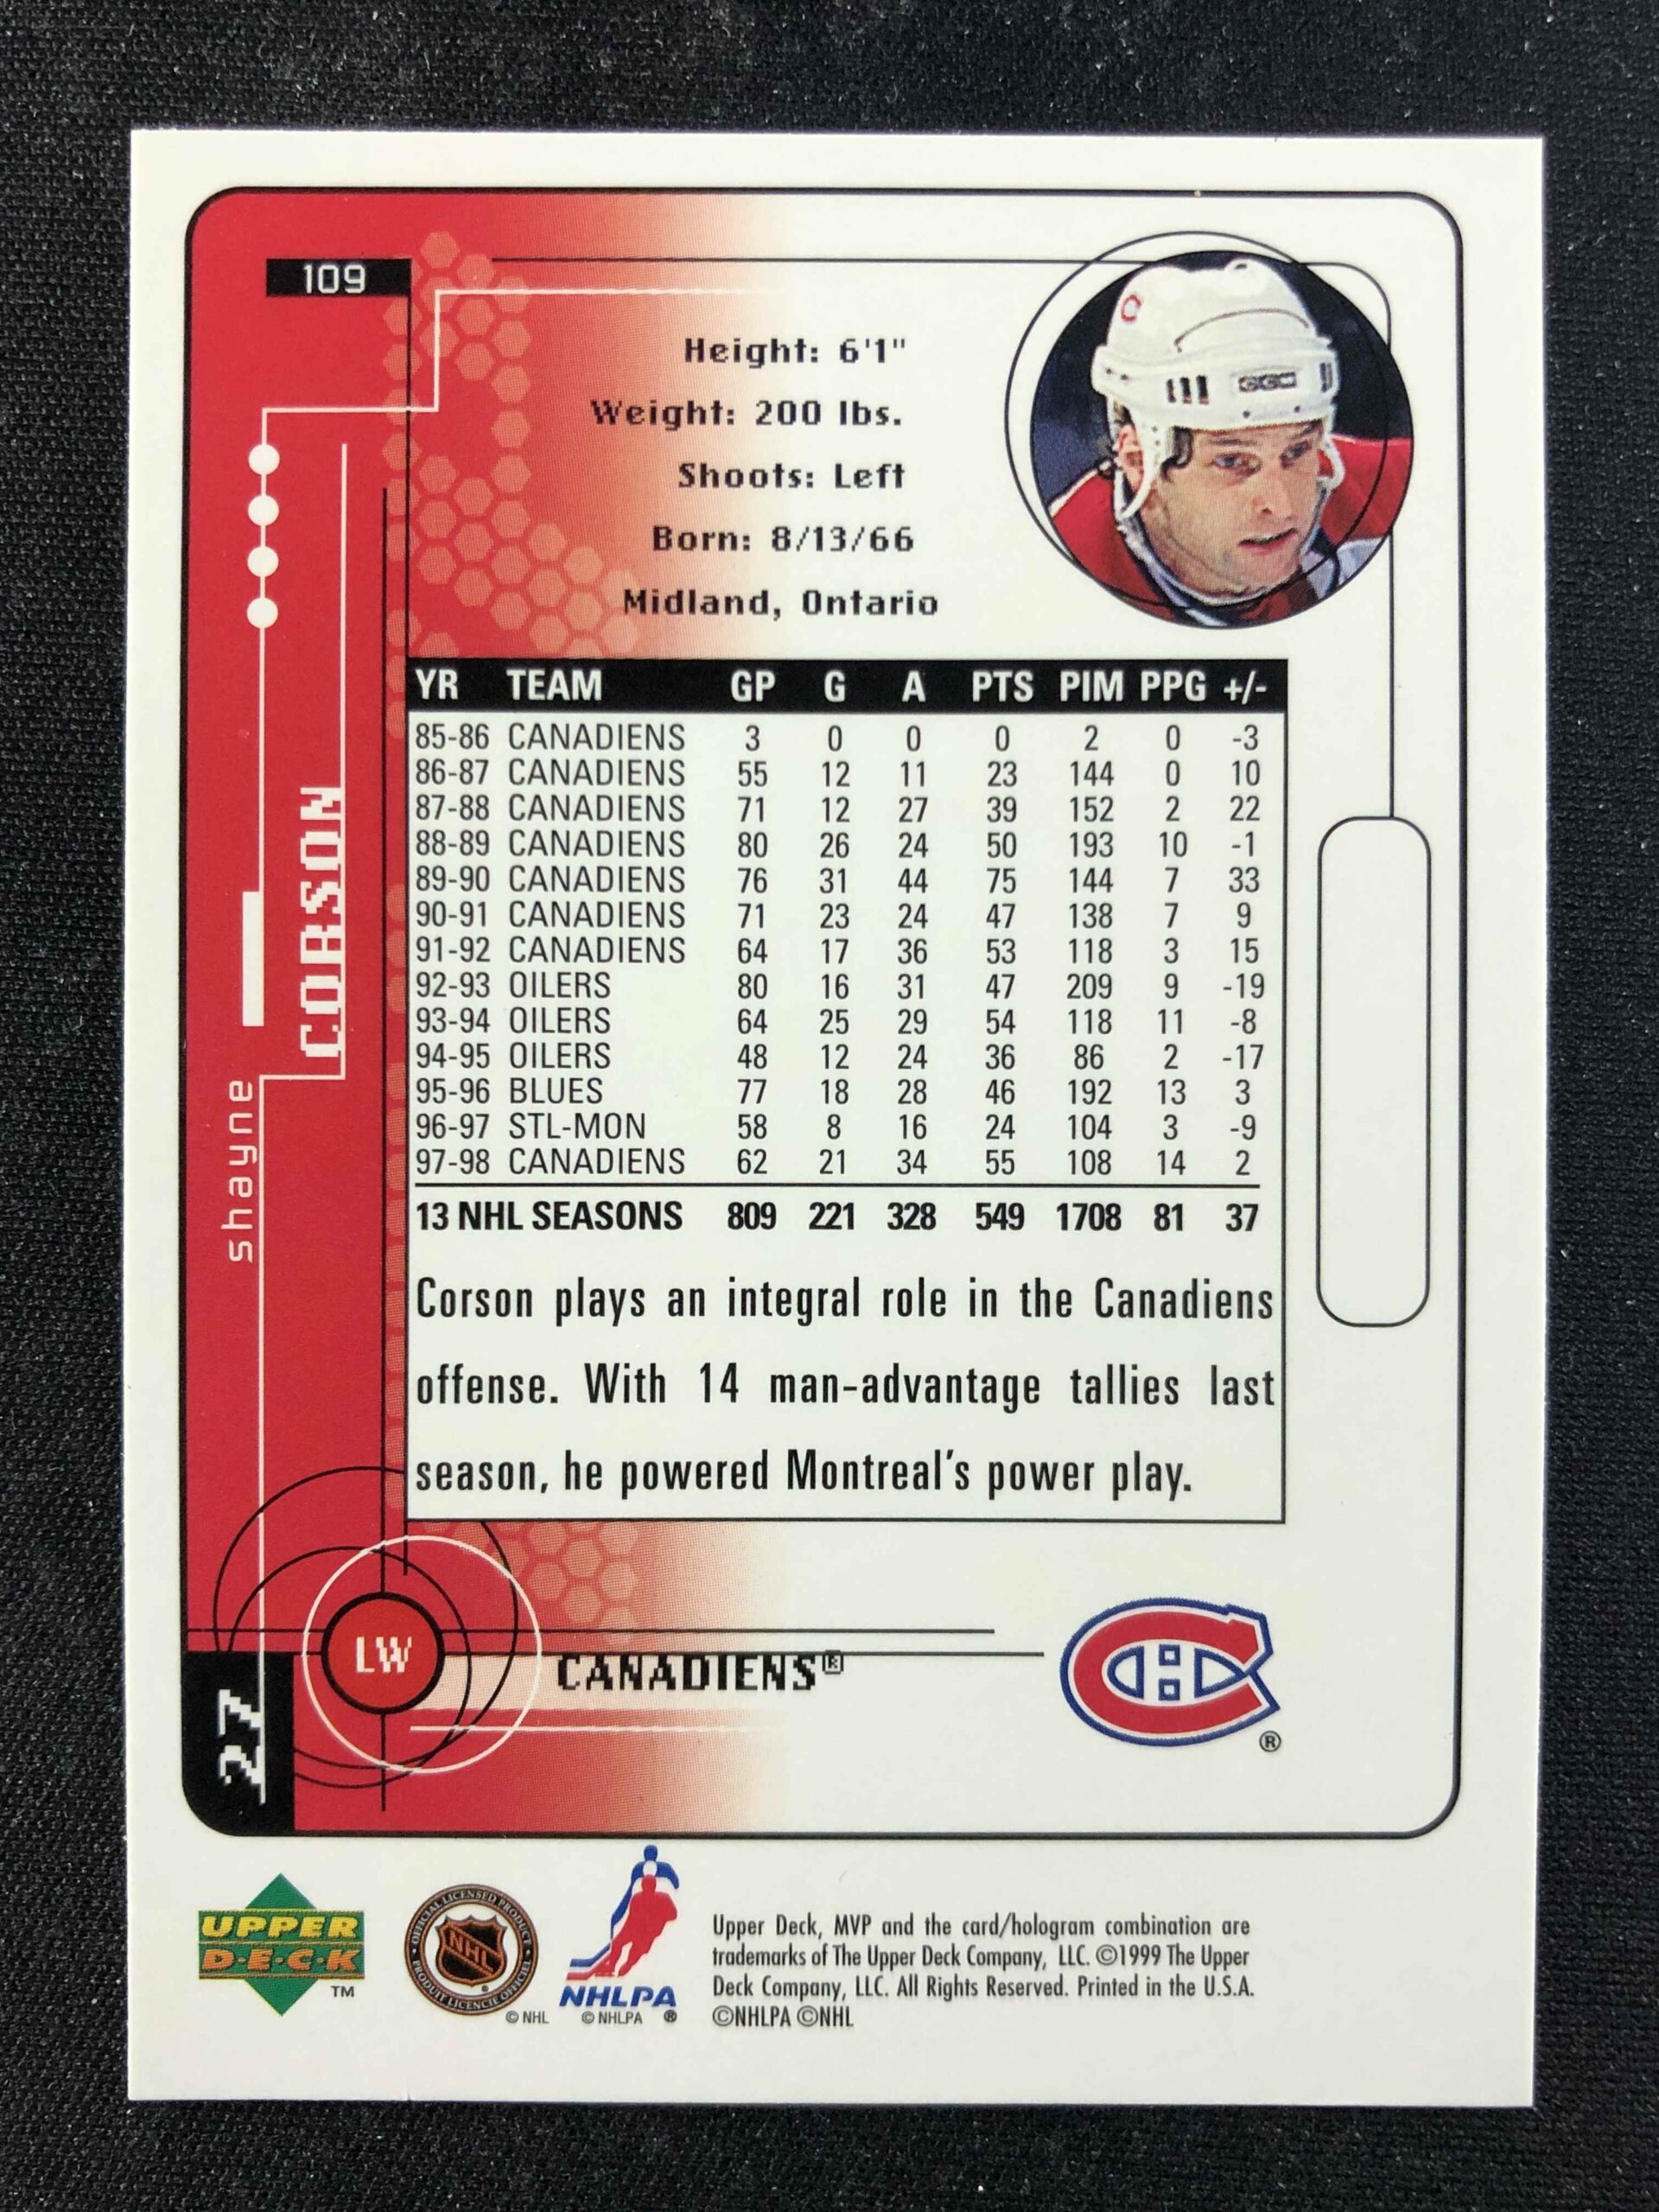 109
Height: 6'1"
Weight: 200 lbs.
Shoots: Left
Born: 8/13/66
Midland, Ontario
shayne
CORSON
YR TEAM GP G A PTS PIM PPG +/-
85-86 CANADIENS 3 0 0 0 2 0 -3
86-87 CANADIENS 55 12 11 23 144 0 10
87-88 CANADIENS 71 12 27 39 152 2 22
88-89 CANADIENS 80 26 24 50 193 10 -1
89-90 CANADIENS 76 31 44 75 144 7 33
90-91 CANADIENS 71 23 24 47 138 7 9
91-92 CANADIENS 64 17 36 53 118 3 15
92-93 OILERS 80 16 31 47 209 9 -19
93-94 OILERS 64 25 29 54 118 11 -8
94-95 OILERS 48 12 24 36 86 2 -17
95-96 BLUES 77 18 28 46 192 13 3
96-97 STL-MON 58 8 16 24 104 3 -9
97-98 CANADIENS 62 21 34 55 108 14 2
13 NHL SEASONS 809 221 328 549 1708 81 37
Corson plays an integral role in the Canadiens
offense. With 14 man-advantage tallies last
season, he powered Montreal's power play.
LW
CANADIENS®
27
®
UPPER
D•E•C•K
TM
OFFICIAL LICENSED PRODUCT
NHL
PRODUIT LICENCIE OFFICIEL
© NHL
NHLPA
© NHLPA ®
Upper Deck, MVP and the card/hologram combination are
trademarks of The Upper Deck Company, LLC. ©1999 The Upper
Deck Company, LLC. All Rights Reserved. Printed in the U.S.A.
©NHLPA ©NHL